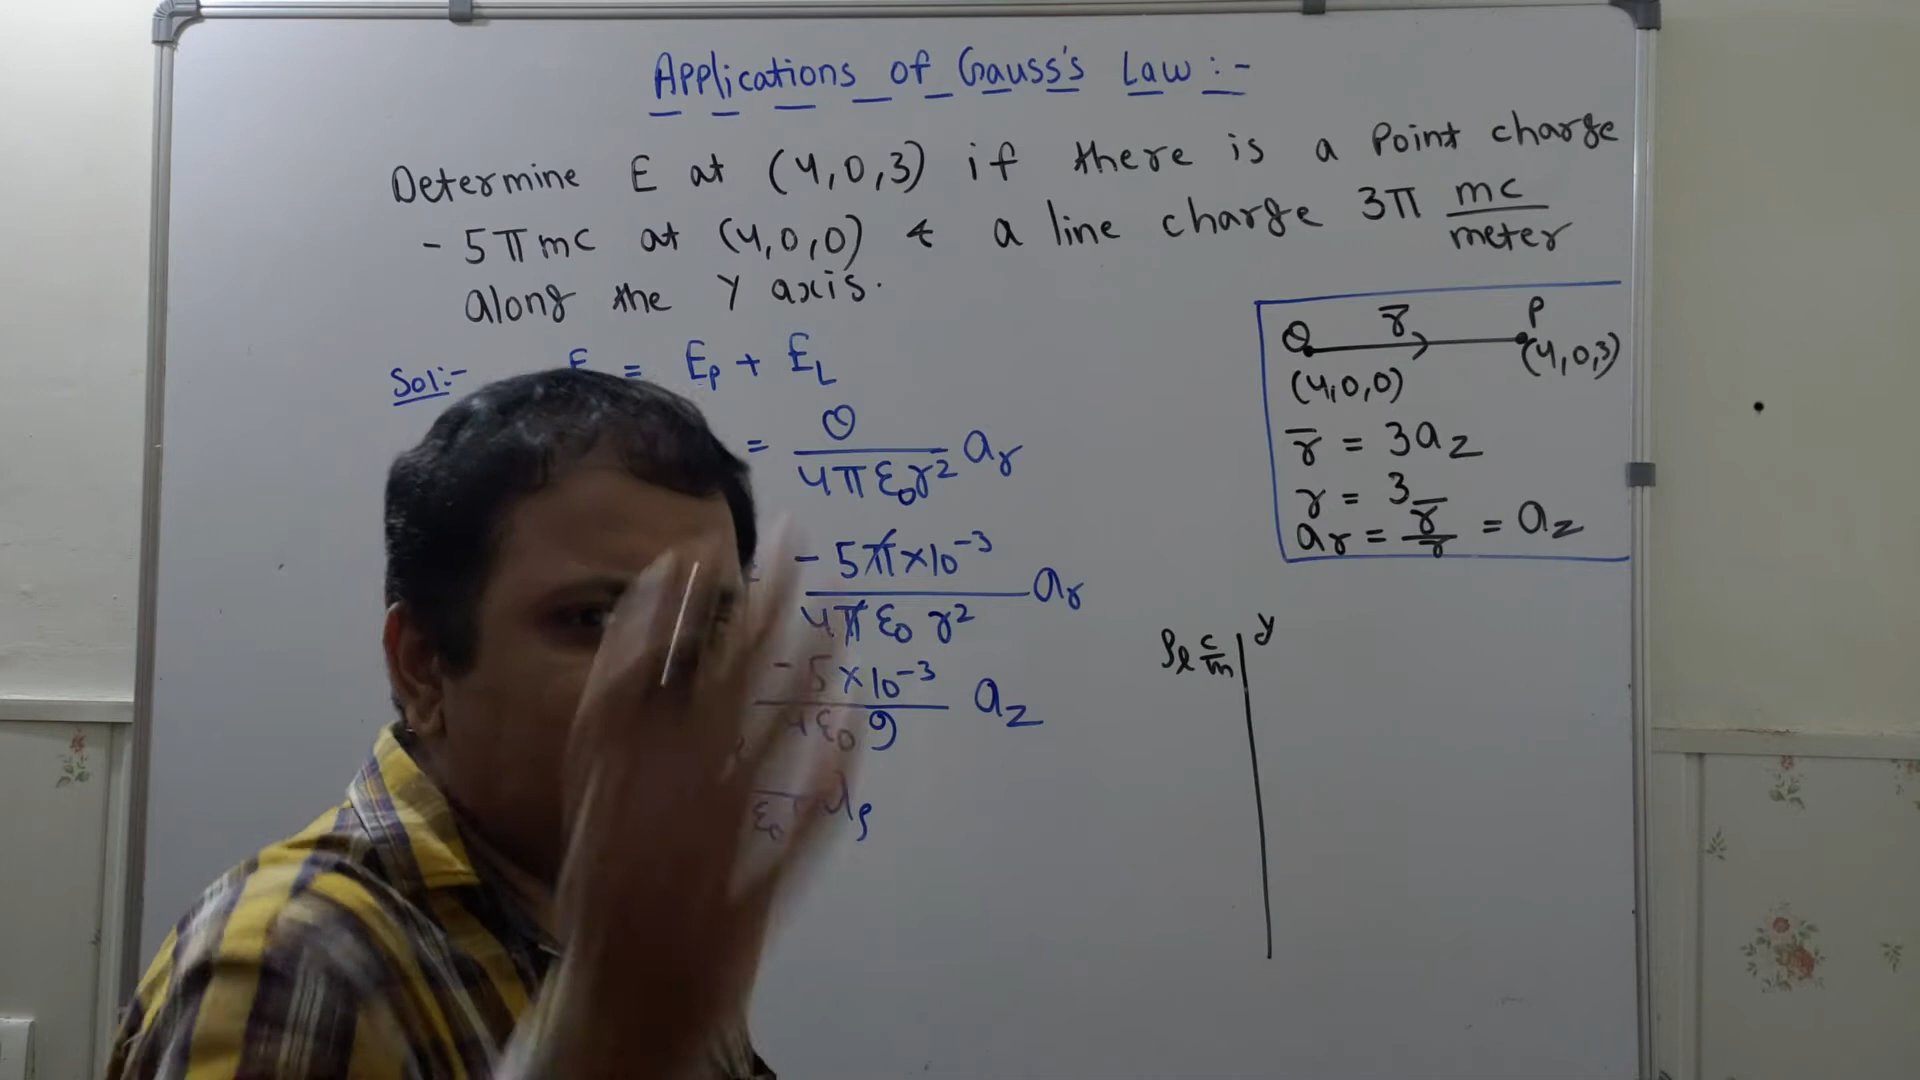 Applications of Gauss's Law :-
Determine E at (4,0,3) if there is a Point charge
- 5π mc at (4,0,0) & a line charge 3π mc/meter
along the Y axis.
Sol:- E = Ep + EL
= Q/4πε₀r² ar
- 5π×10⁻³/4πε₀ r² ar
- 5×10⁻³/4ε₀ 9 az
ε₀ aρ
Q r̄ P
(4,0,0) (4,0,3)
r̄ = 3az
r = 3
ar = r̄/r = az
ρℓ c/m y